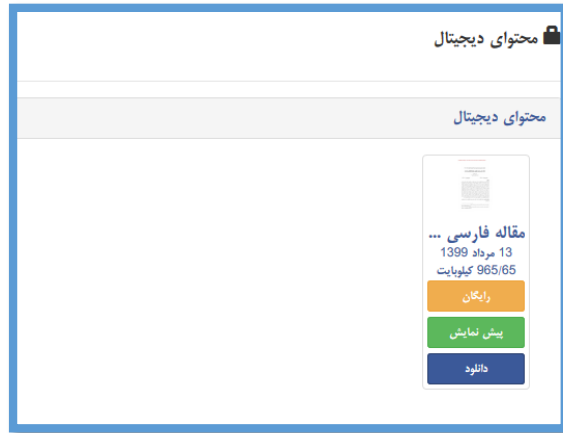 محتوای دیجیتال
محتوای دیجیتال
مقاله فارسی ...
13 مرداد 1399
965/65 کیلوبایت
رایگان
پیش نمایش
دانلود